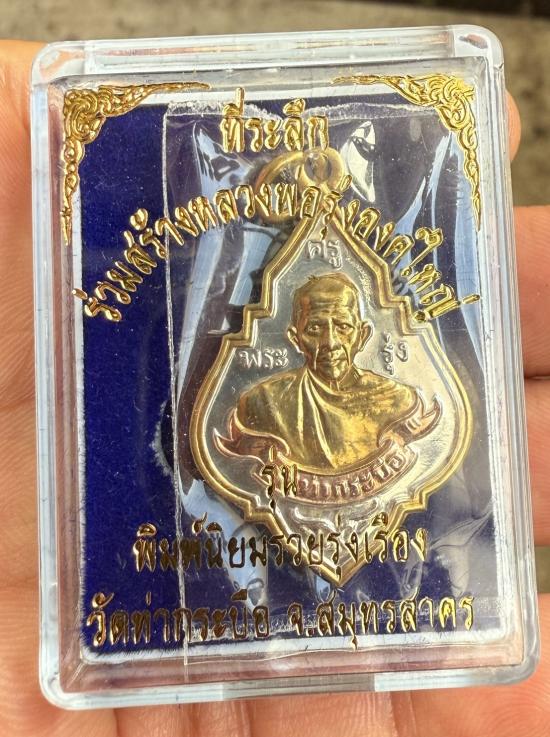 ที่ระลึก
ร่วมสร้างหลวงพ่อรุ่งองค์ใหญ่
ครู
พระ รุ่ง
ท่ากระบือ
รุ่น
พิมพ์นิยมรวยรุ่งเรือง
วัดท่ากระบือ จ.สมุทรสาคร